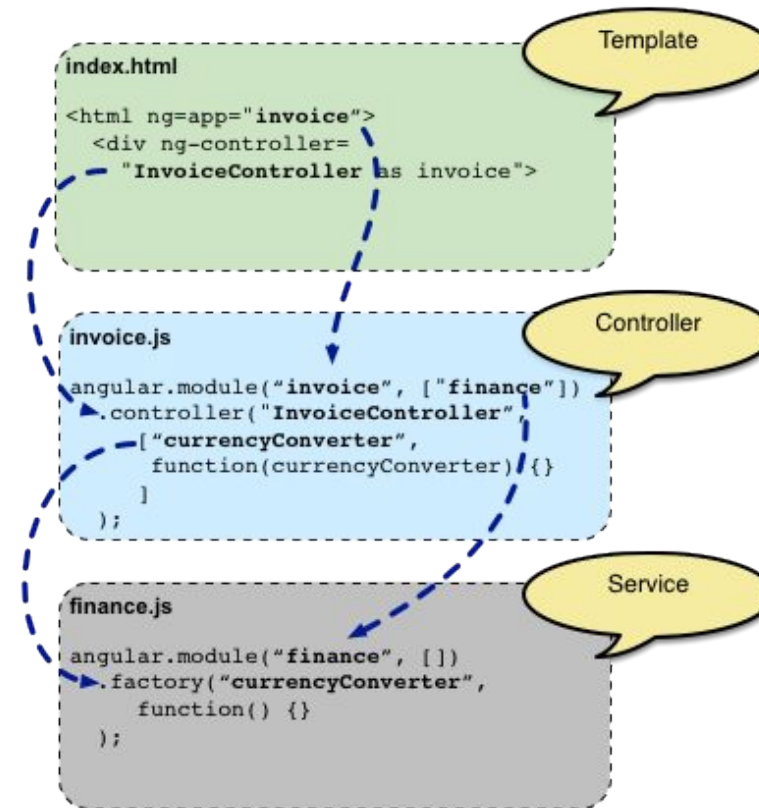 Template
index.html
<html ng=app="invoice“>
<div ng-controller=
"InvoiceController as invoice">
Controller
invoice.js
angular.module(“invoice”, ["finance”])
.controller("InvoiceController”,
[“currencyConverter”,
function(currencyConverter) {}
]
);
Service
finance.js
angular.module(“finance”, [])
.factory(“currencyConverter”,
function() {}
);